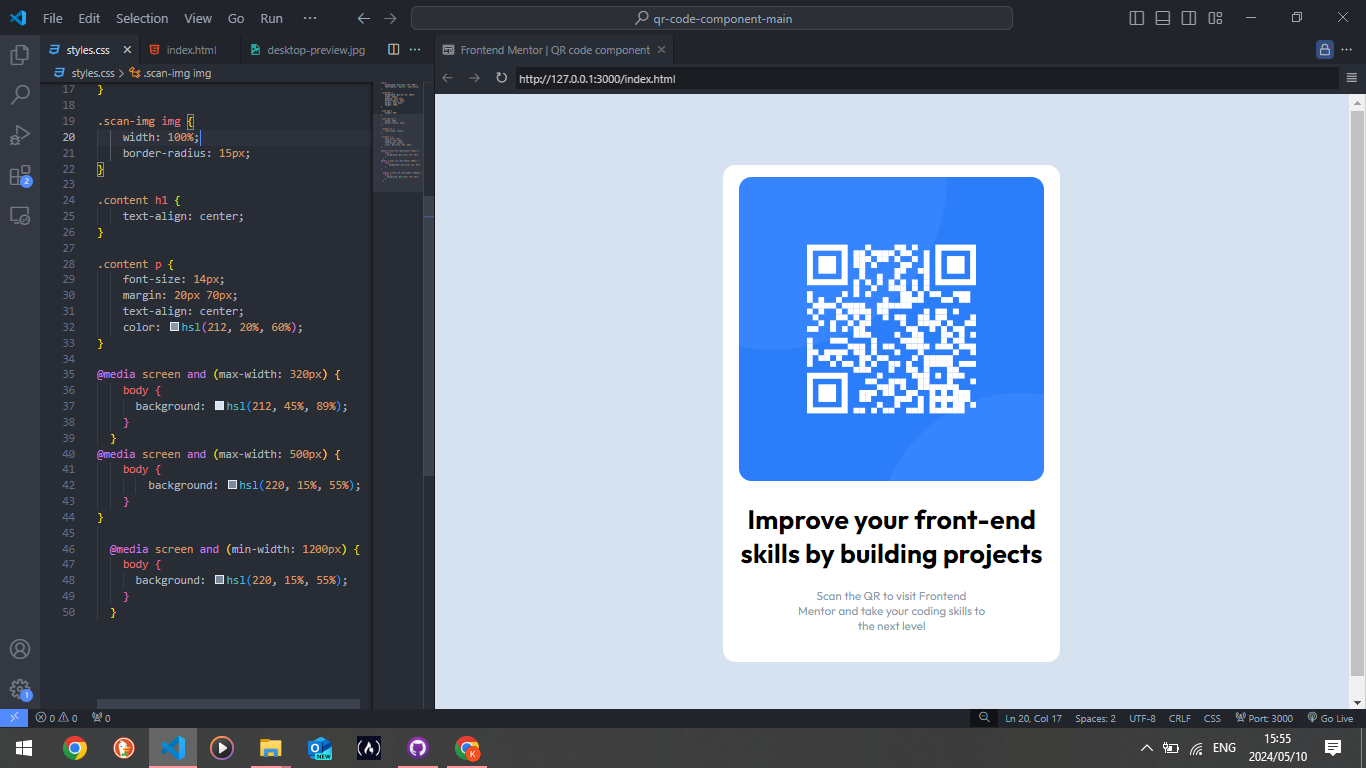 File Edit Selection View Go Run ···
qr-code-component-main
styles.css
index.html
desktop-preview.jpg
Frontend Mentor | QR code component
styles.css > .scan-img img
http://127.0.0.1:3000/index.html
17 }
18
19 .scan-img img {
20 width: 100%;
21 border-radius: 15px;
22 }
23
24 .content h1 {
25 text-align: center;
26 }
27
28 .content p {
29 font-size: 14px;
30 margin: 20px 70px;
31 text-align: center;
32 color: hsl(212, 20%, 60%);
33 }
34
35 @media screen and (max-width: 320px) {
36 body {
37 background: hsl(212, 45%, 89%);
38 }
39 }
40 @media screen and (max-width: 500px) {
41 body {
42 background: hsl(220, 15%, 55%);
43 }
44 }
45
46 @media screen and (min-width: 1200px) {
47 body {
48 background: hsl(220, 15%, 55%);
49 }
50 }
2
1
Improve your front-end
skills by building projects
Scan the QR to visit Frontend
Mentor and take your coding skills to
the next level
0 0 0
Ln 20, Col 17 Spaces: 2 UTF-8 CRLF CSS Port: 3000 Go Live
NEW
K
ENG
15:55
2024/05/10